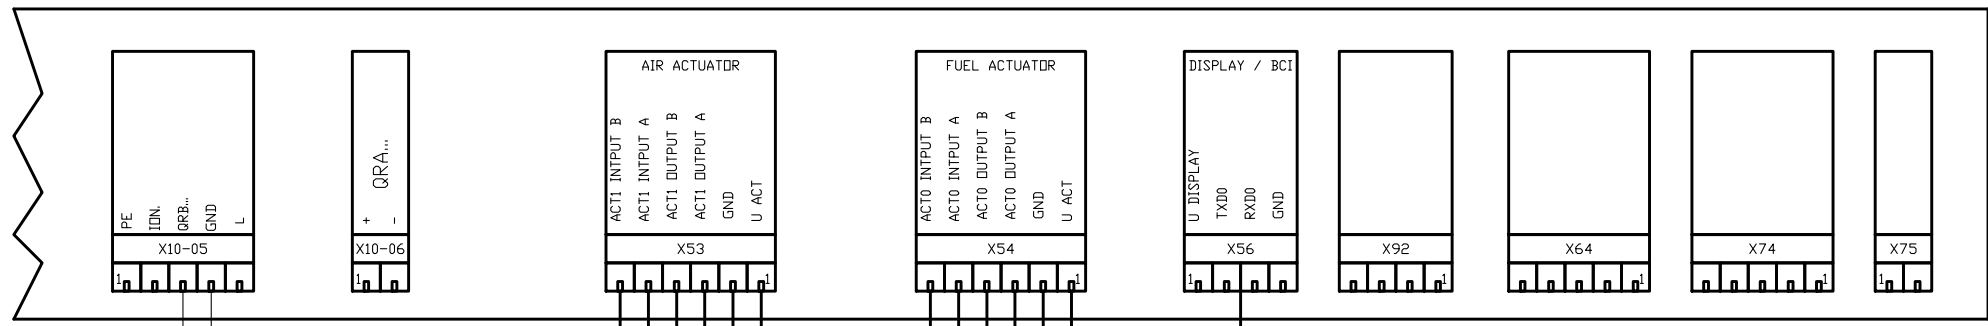 AIR ACTUATOR
FUEL ACTUATOR
DISPLAY / BCI
PE
ION.
QRB...
GND
L
+
-
QRA...
ACT1 INTPUT B
ACT1 INTPUT A
ACT1 OUTPUT B
ACT1 OUTPUT A
GND
U ACT
ACT0 INTPUT B
ACT0 INTPUT A
ACT0 OUTPUT B
ACT0 OUTPUT A
GND
U ACT
U DISPLAY
TXD0
RXD0
GND
X10-05
X10-06
X53
X54
X56
X92
X64
X74
X75
1
1
1
1
1
1
1
1
1